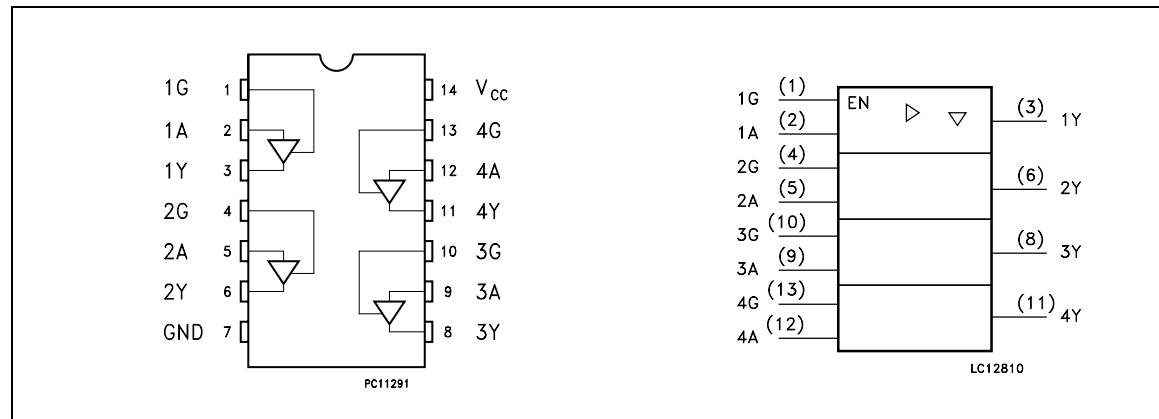 1G 1 14 VCC
1A 2 13 4G
1Y 3 12 4A
2G 4 11 4Y
2A 5 10 3G
2Y 6 9 3A
GND 7 8 3Y
PC11291
EN
1G (1)
1A (2)
2G (4)
2A (5)
3G (10)
3A (9)
4G (13)
4A (12)
(3) 1Y
(6) 2Y
(8) 3Y
(11) 4Y
LC12810